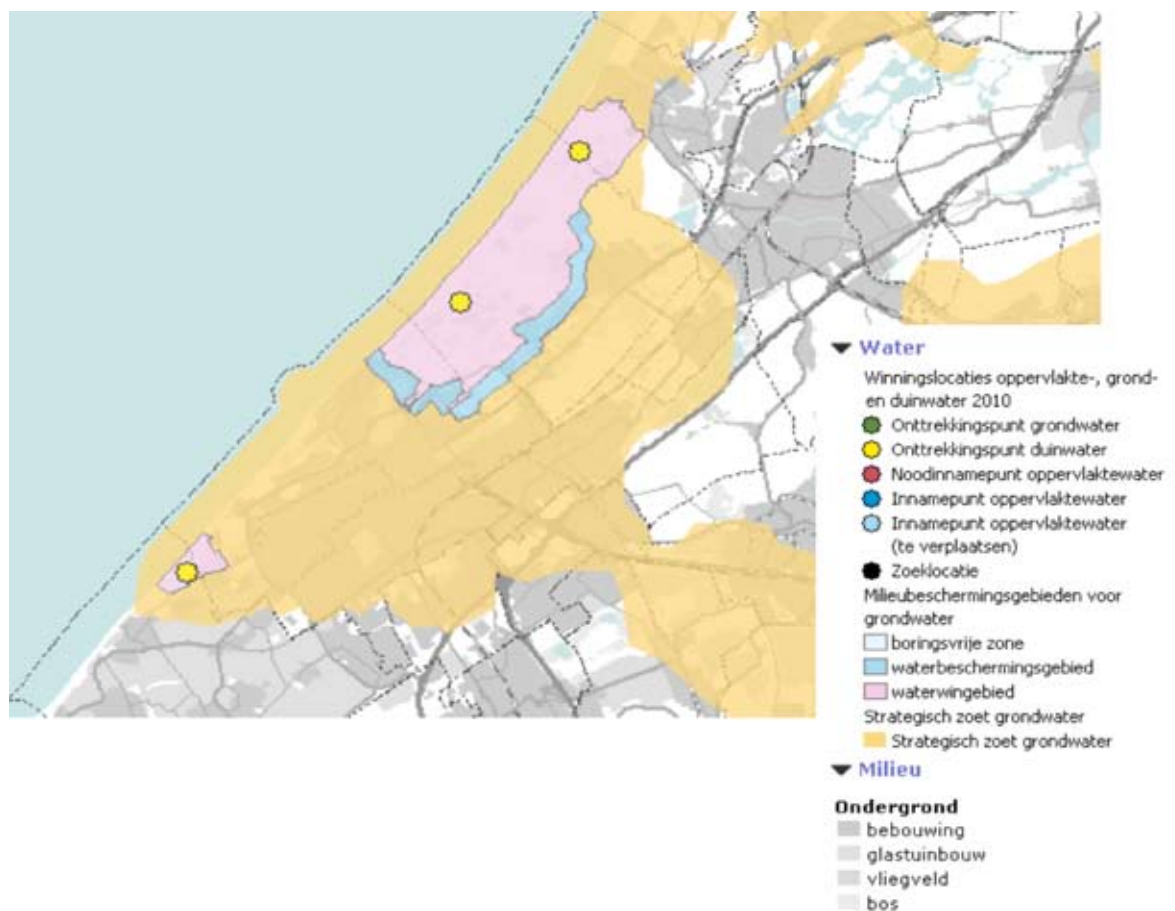 Water
Winningslocaties oppervlakte-, grond-
en duinwater 2010
Onttrekkingspunt grondwater
Onttrekkingspunt duinwater
Noodinnamepunt oppervlaktewater
Innamepunt oppervlaktewater
Innamepunt oppervlaktewater
(te verplaatsen)
Zoeklocatie
Milieubeschermingsgebieden voor
grondwater
boringsvrije zone
waterbeschermingsgebied
waterwingebied
Strategisch zoet grondwater
Strategisch zoet grondwater
Milieu
Ondergrond
bebouwing
glastuinbouw
vliegveld
bos